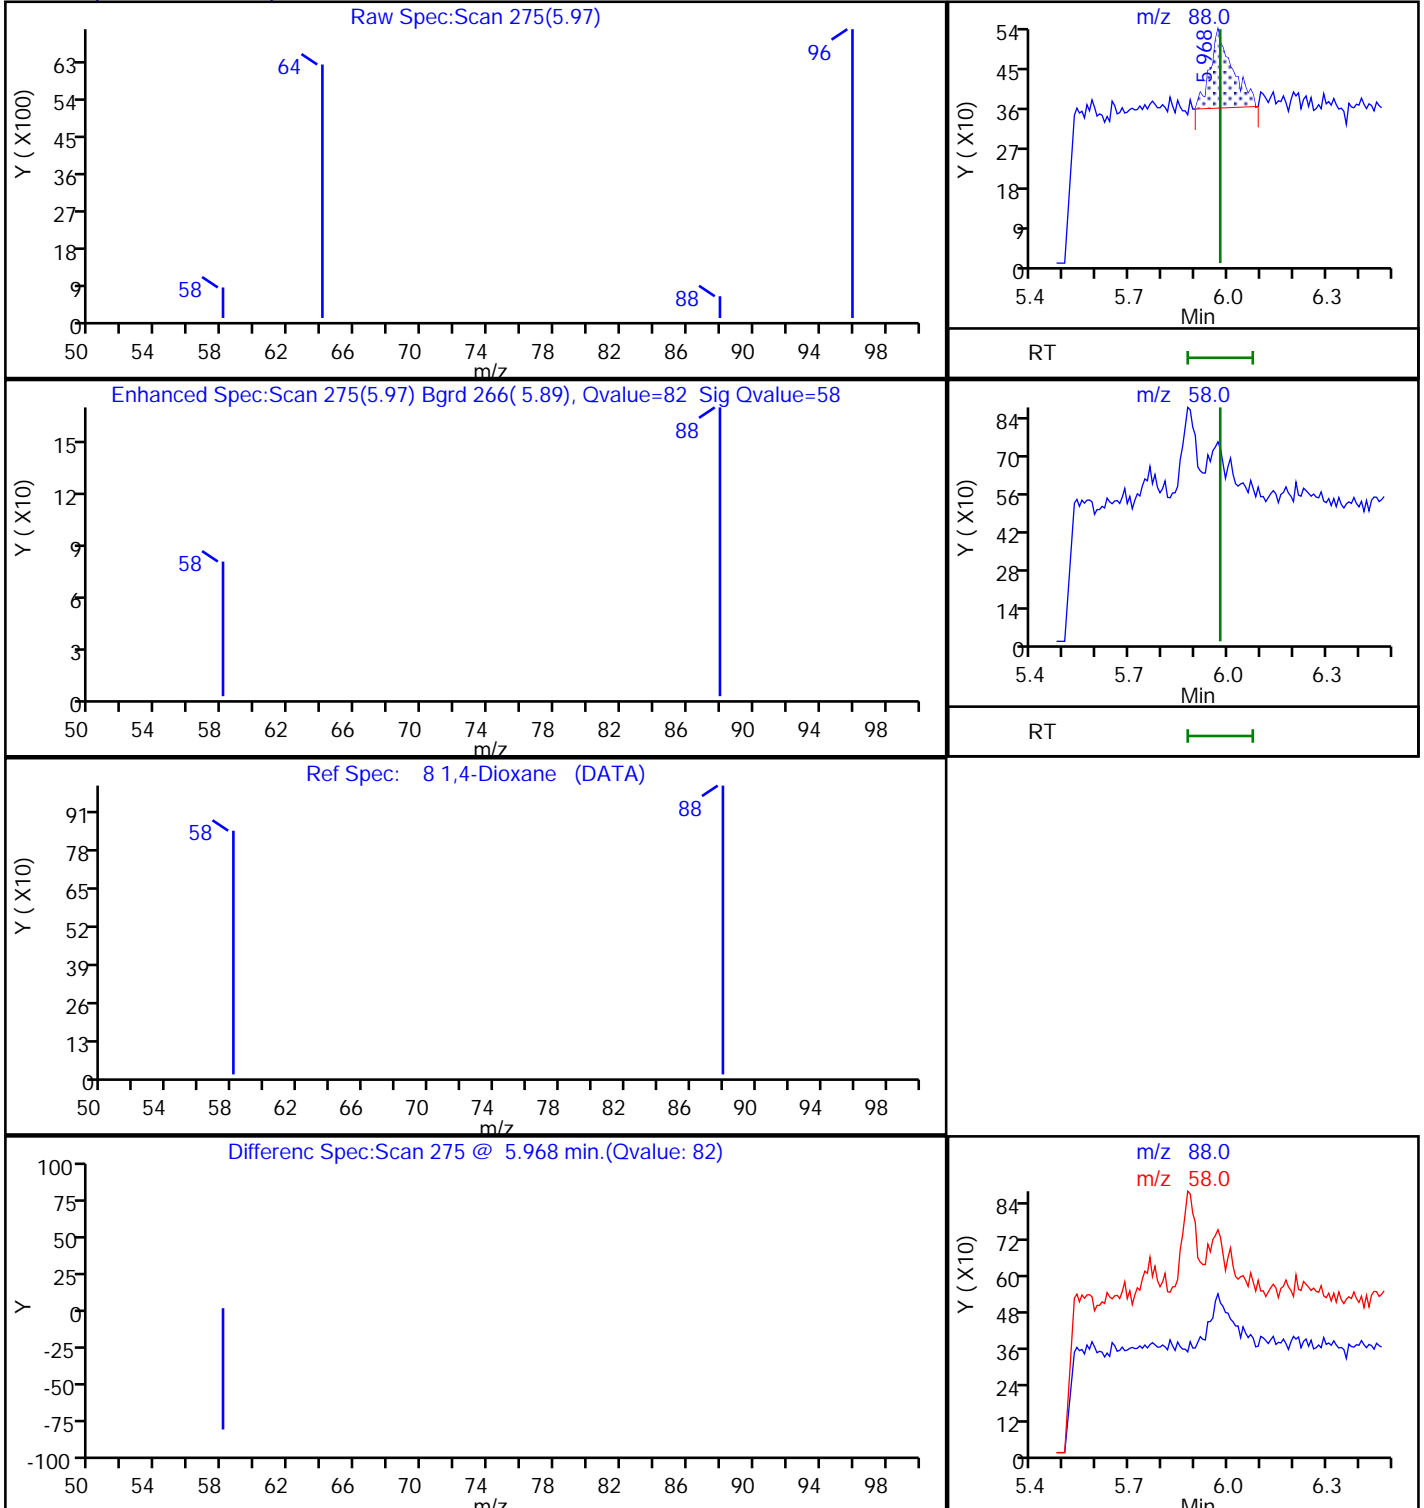 Raw Spec:Scan 275(5.97)
Y ( X100)
63
54
45
36
27
18
9
0
58
64
88
96
50 54 58 62 66 70 74 78 82 86 90 94 98
m/z
m/z 88.0
Y ( X10)
54
45
36
27
18
9
0
5.968
5.4 5.7 6.0 6.3
Min
RT
Enhanced Spec:Scan 275(5.97) Bgrd 266( 5.89), Qvalue=82 Sig Qvalue=58
Y ( X10)
15
12
9
6
3
0
58
88
50 54 58 62 66 70 74 78 82 86 90 94 98
m/z
m/z 58.0
Y ( X10)
84
70
56
42
28
14
0
5.4 5.7 6.0 6.3
Min
RT
Ref Spec: 8 1,4-Dioxane (DATA)
Y ( X10)
91
78
65
52
39
26
13
0
58
88
50 54 58 62 66 70 74 78 82 86 90 94 98
m/z
Differenc Spec:Scan 275 @ 5.968 min.(Qvalue: 82)
Y
100
75
50
25
0
-25
-50
-75
-100
50 54 58 62 66 70 74 78 82 86 90 94 98
m/z
m/z 88.0
m/z 58.0
Y ( X10)
84
72
60
48
36
24
12
0
5.4 5.7 6.0 6.3
Min